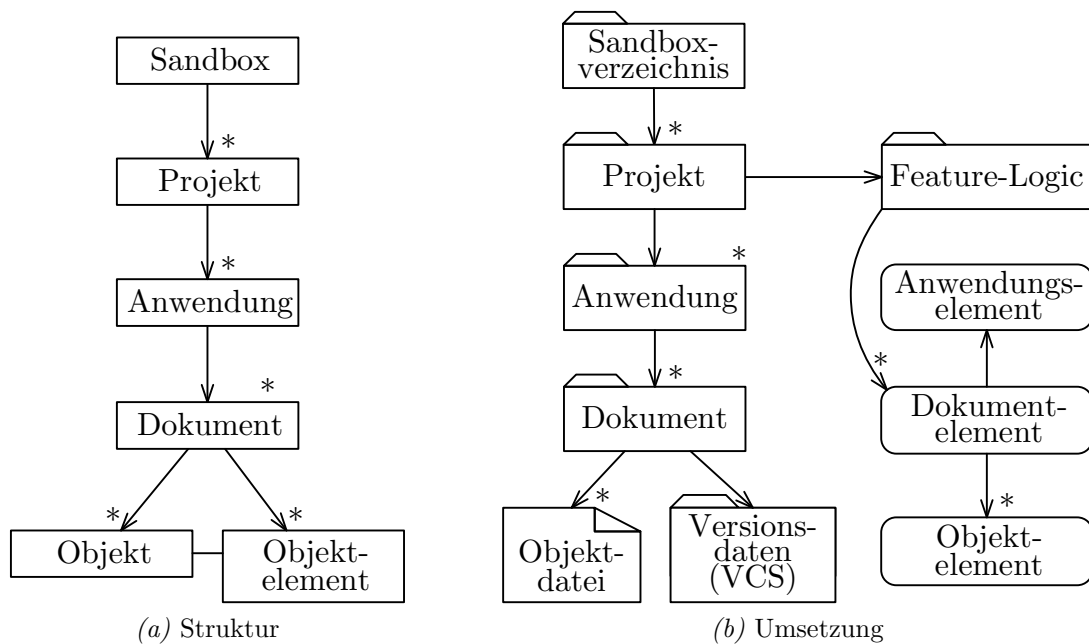 Sandbox
*
Projekt
*
Anwendung
*
Dokument
*
*
Objekt
Objekt-
element
(a) Struktur
Sandbox-
verzeichnis
*
Projekt
Feature-Logic
*
Anwendung
Anwendungs-
element
*
*
Dokument
Dokument-
element
*
Objekt-
datei
Versions-
daten
(VCS)
*
Objekt-
element
(b) Umsetzung